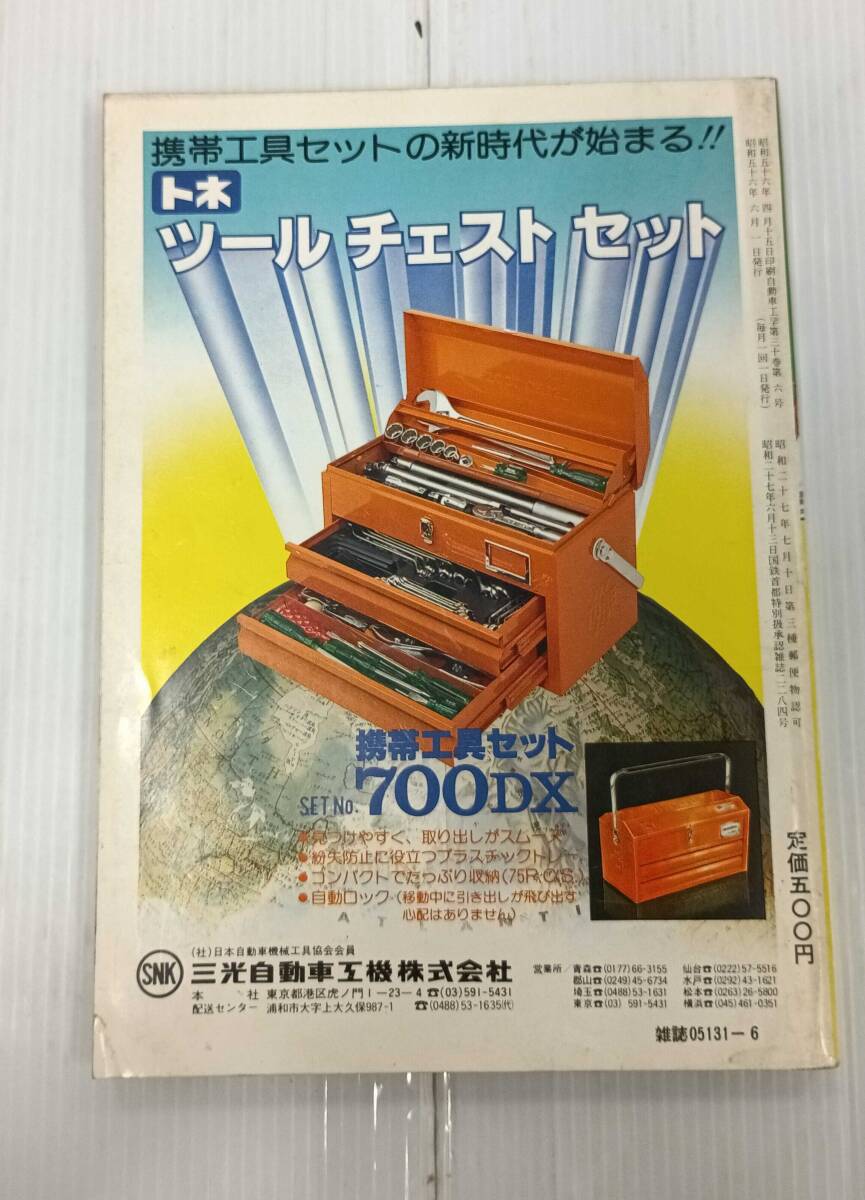 携帯工具セットの新時代が始まる!!
トネ
ツール チェスト セット
携帯工具セット
SET No. 700DX
●見つけやすく、取り出しがスムース
●紛失防止に役立つプラスチックトレー
●コンパクトでたっぷり収納(75P.C.S.)
●自動ロック(移動中に引き出しが飛び出す
心配はありません)
ATLANTI
SNK
(社)日本自動車機械工具協会会員
三光自動車工機株式会社
本社 東京都港区虎ノ門1-23-4 ☎(03)591-5431
配送センター 浦和市大字上大久保987-1 ☎(0488)53-1635(代)
営業所/青森☎(0177)66-3155 仙台☎(0222)57-5516
郡山☎(0249)45-6734 水戸☎(0292)43-1621
埼玉☎(0488)53-1631 松本☎(0263)26-5800
東京☎(03) 591-5431 横浜☎(045)461-0351
雑誌05131-6
昭和五十六年 四月十五日印刷 自動車工学第三十巻第 六 号
昭和五十六年 六月 一日発行 (毎月一回一日発行)
昭和二十七年七月十日第三種郵便物認可
昭和二十七年六月十三日国鉄首都特別扱承認雑誌二二八四号
定価五〇〇円